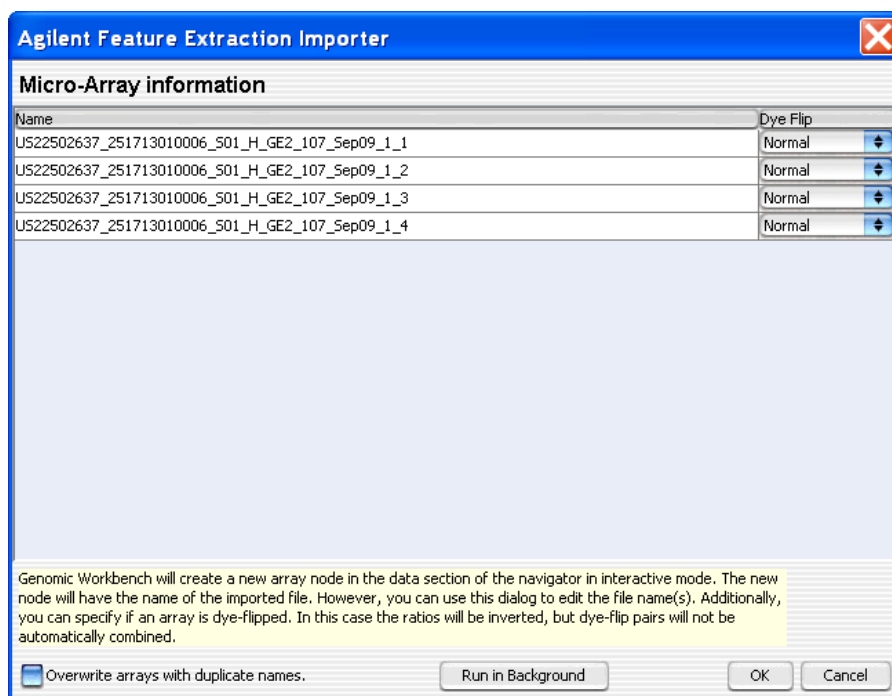 Agilent Feature Extraction Importer
Micro-Array information
Name Dye Flip
US22502637_251713010006_S01_H_GE2_107_Sep09_1_1 Normal
US22502637_251713010006_S01_H_GE2_107_Sep09_1_2 Normal
US22502637_251713010006_S01_H_GE2_107_Sep09_1_3 Normal
US22502637_251713010006_S01_H_GE2_107_Sep09_1_4 Normal
Genomic Workbench will create a new array node in the data section of the navigator in interactive mode. The new
node will have the name of the imported file. However, you can use this dialog to edit the file name(s). Additionally,
you can specify if an array is dye-flipped. In this case the ratios will be inverted, but dye-flip pairs will not be
automatically combined.
Overwrite arrays with duplicate names. Run in Background OK Cancel